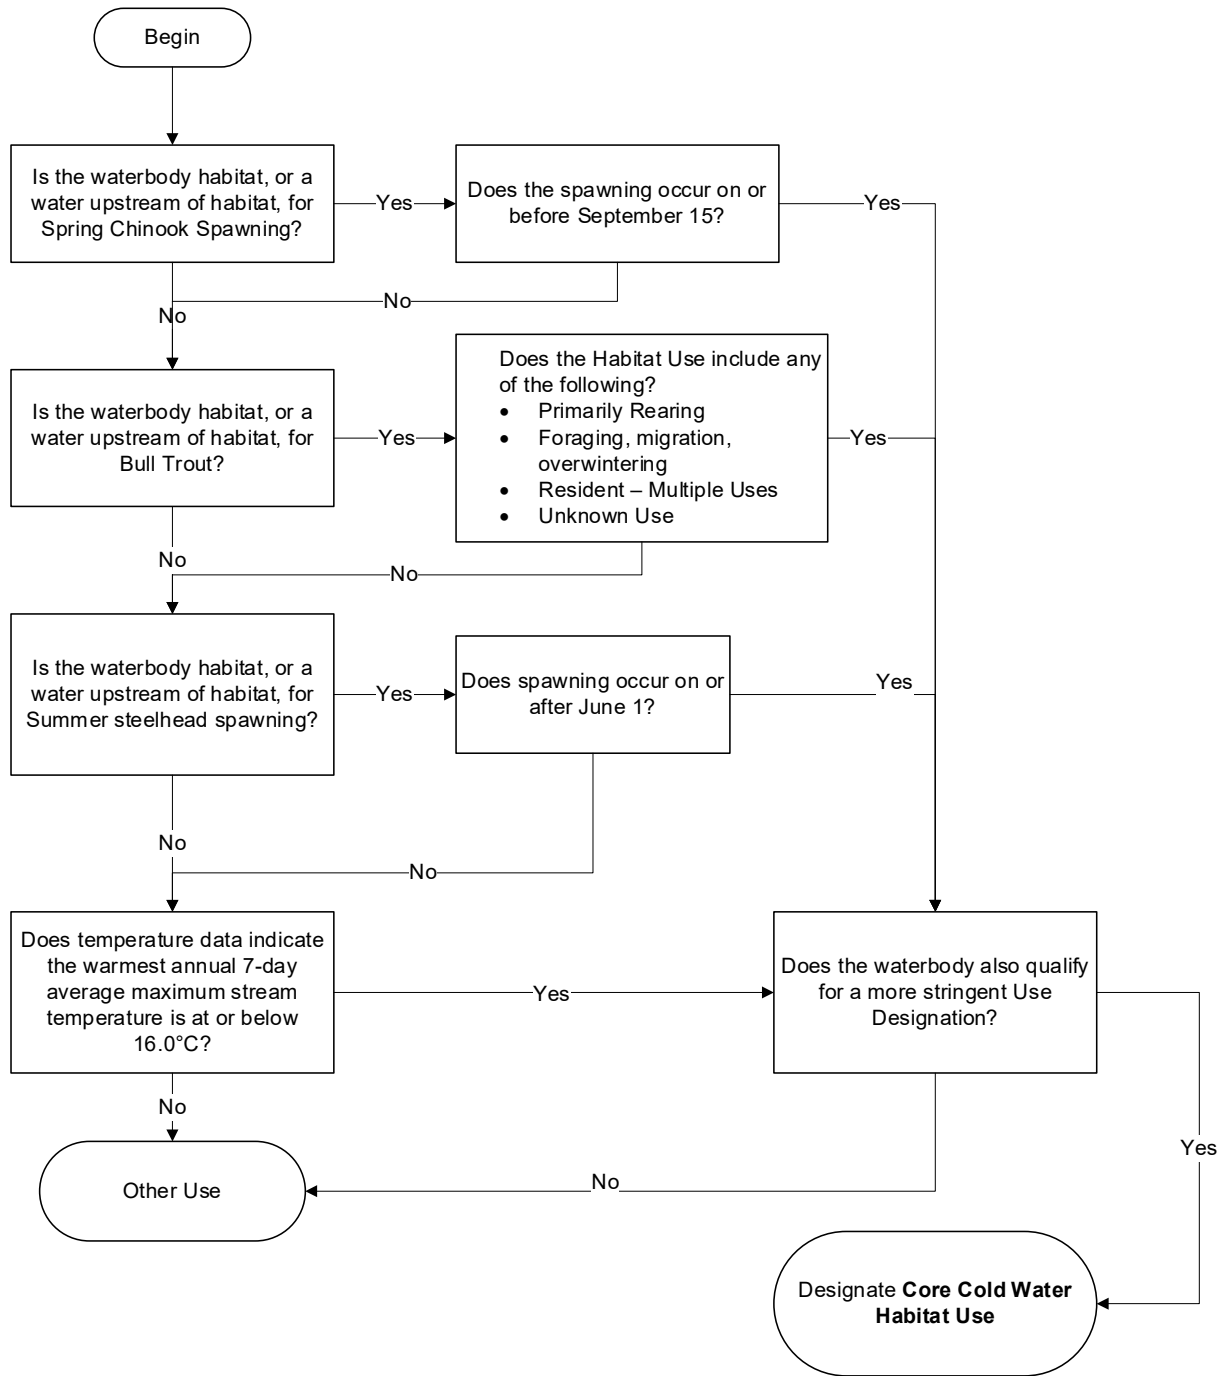 Begin
Is the waterbody habitat, or a
water upstream of habitat, for
Spring Chinook Spawning?
Yes
Does the spawning occur on or
before September 15?
Yes
No
No
Is the waterbody habitat, or a
water upstream of habitat, for
Bull Trout?
Yes
Does the Habitat Use include any
of the following?
• Primarily Rearing
• Foraging, migration,
overwintering
• Resident – Multiple Uses
• Unknown Use
Yes
No
No
Is the waterbody habitat, or a
water upstream of habitat, for
Summer steelhead spawning?
Yes
Does spawning occur on or
after June 1?
Yes
No
No
Does temperature data indicate
the warmest annual 7-day
average maximum stream
temperature is at or below
16.0°C?
Yes
Does the waterbody also qualify
for a more stringent Use
Designation?
No
Yes
Other Use
No
Designate Core Cold Water
Habitat Use